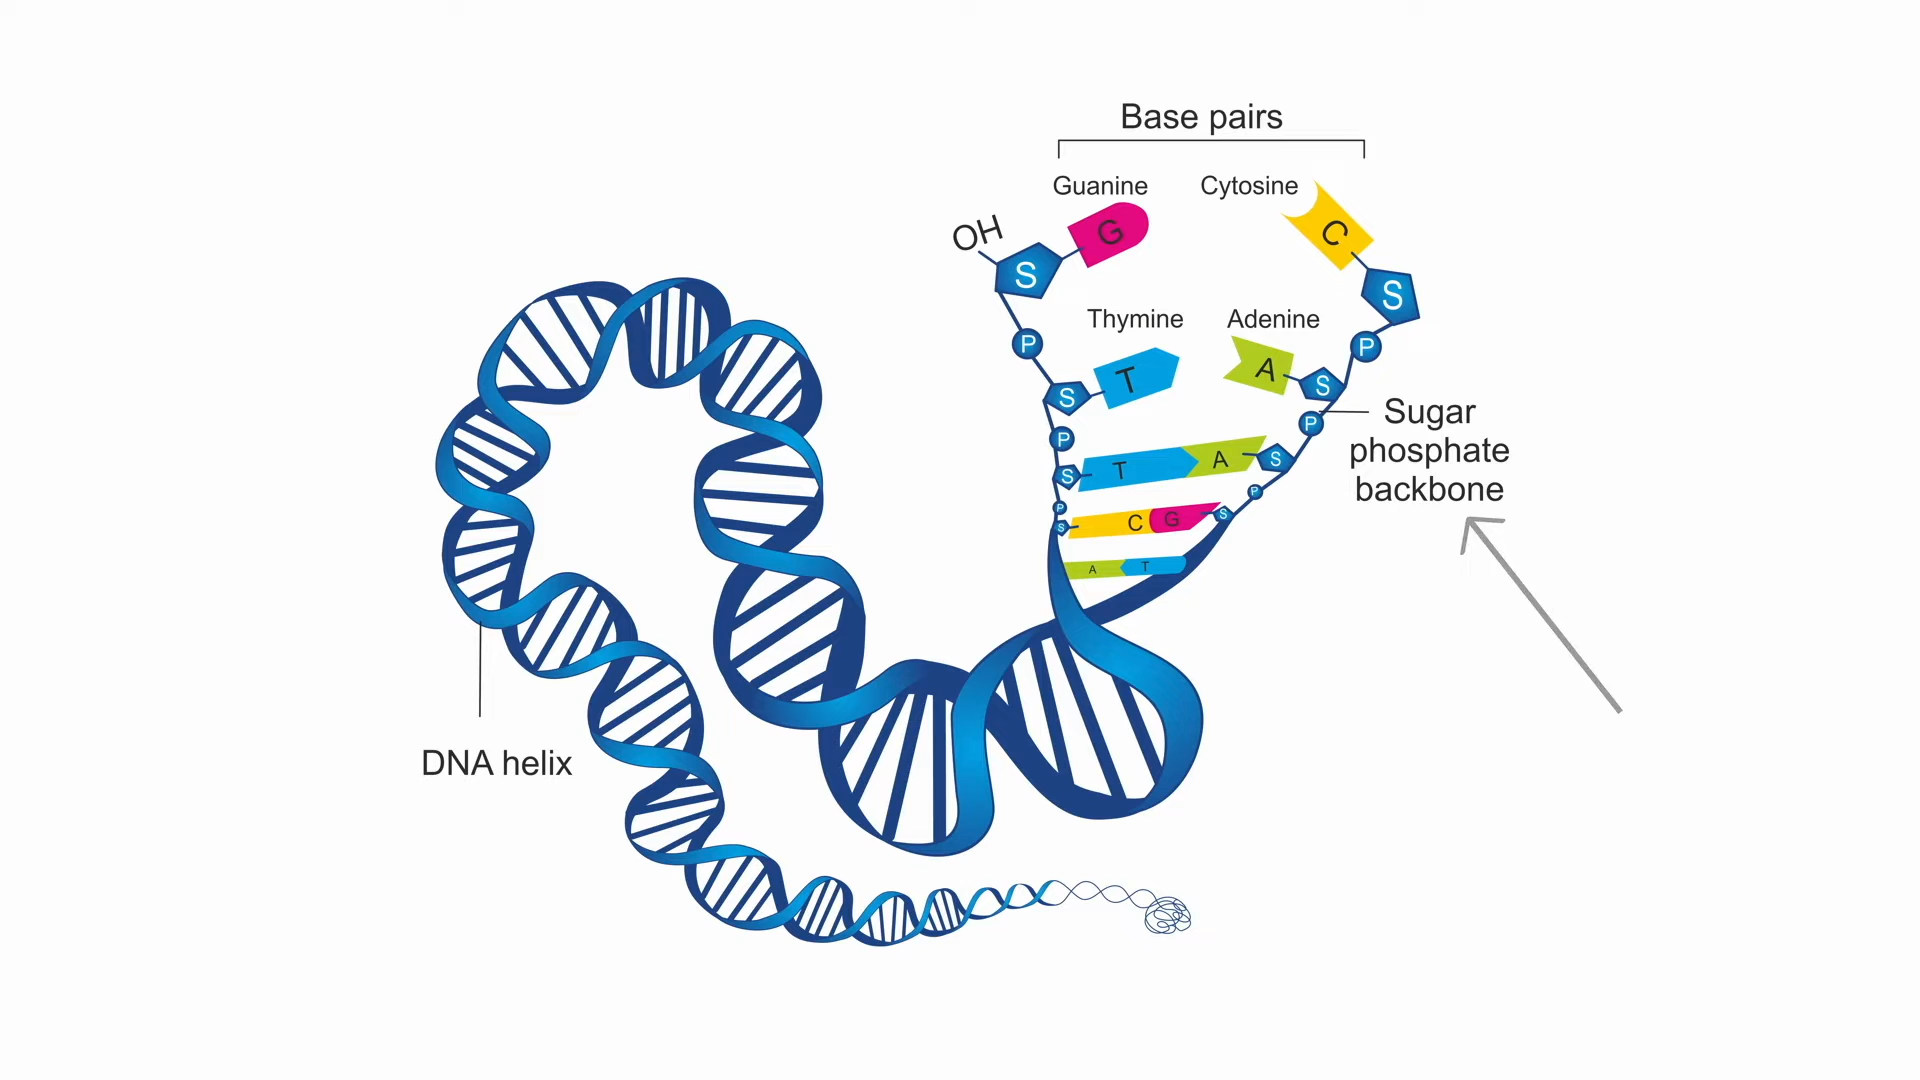 Base pairs
Guanine Cytosine
OH
G
C
S
S
Thymine Adenine
P
P
T
A
S
S
Sugar
phosphate
backbone
P
P
S
T
A
S
P
P
S
C
G
S
A
T
DNA helix